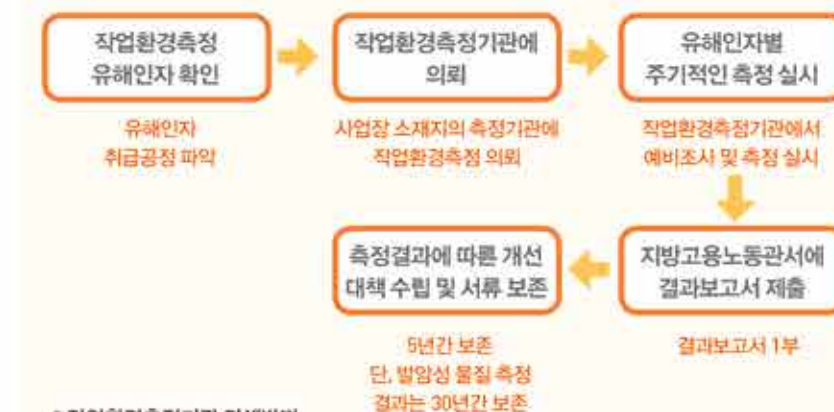 작업환경측정
유해인자 확인
유해인자
취급공정 파악
작업환경측정기관에
의뢰
사업장 소재지의 측정기관에
작업환경측정 의뢰
유해인자별
주기적인 측정 실시
작업환경측정기관에서
예비조사 및 측정 실시
지방고용노동관서에
결과보고서 제출
결과보고서 1부
측정결과에 따른 개선
대책 수립 및 서류 보존
5년간 보존
단, 발암성 물질 측정
결과는 30년간 보존